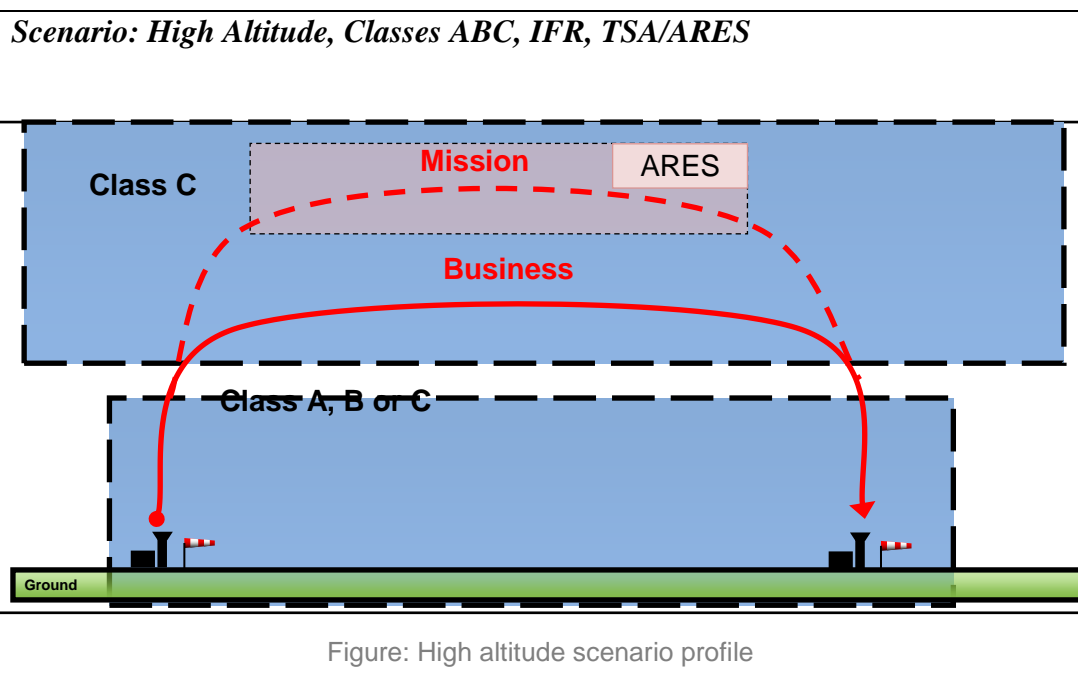 Scenario: High Altitude, Classes ABC, IFR, TSA/ARES
Mission
ARES
Class C
Business
Class A, B or C
Ground
Figure: High altitude scenario profile